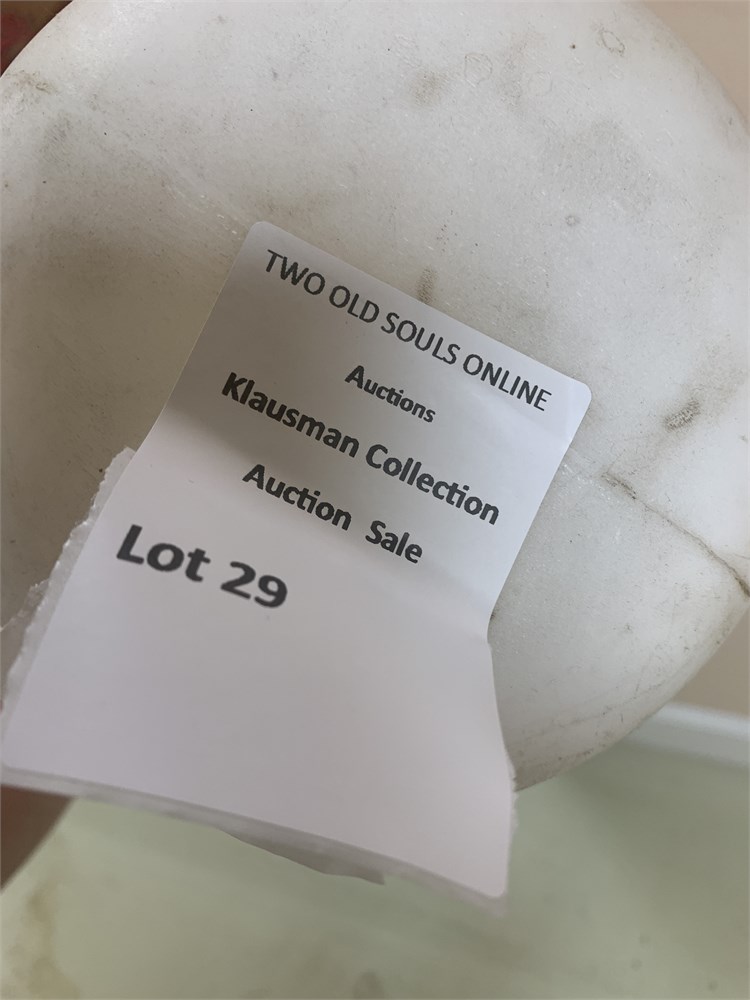 TWO OLD SOULS ONLINE
Auctions
Klausman Collection
Auction Sale
Lot 29